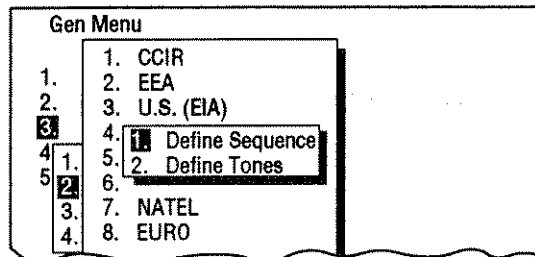 Gen Menu
1.
2.
3.
4
5
1.
2.
3.
4.
1. CCIR
2. EEA
3. U.S. (EIA)
4.
5.
6.
7. NATEL
8. EURO
1. Define Sequence
2. Define Tones